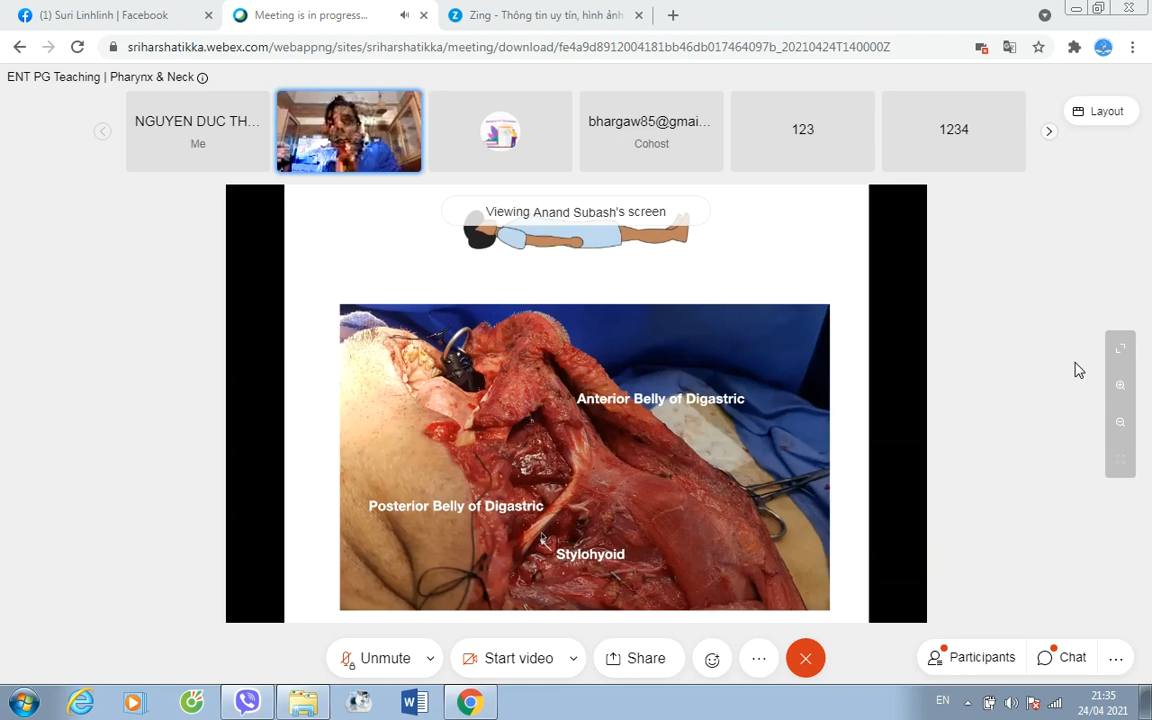 (1) Suri Linhlinh | Facebook
Meeting is in progress...
Zing - Thông tin uy tín, hình ảnh
sriharshatikka.webex.com/webappng/sites/sriharshatikka/meeting/download/fe4a9d8912004181bb46db017464097b_20210424T140000Z
ENT PG Teaching | Pharynx & Neck
Layout
NGUYEN DUC TH...
Me
bhargaw85@gmai...
Cohost
123
1234
Viewing Anand Subash's screen
Anterior Belly of Digastric
Posterior Belly of Digastric
Stylohyoid
Unmute
Start video
Share
Participants
Chat
EN
21:35
24/04 2021